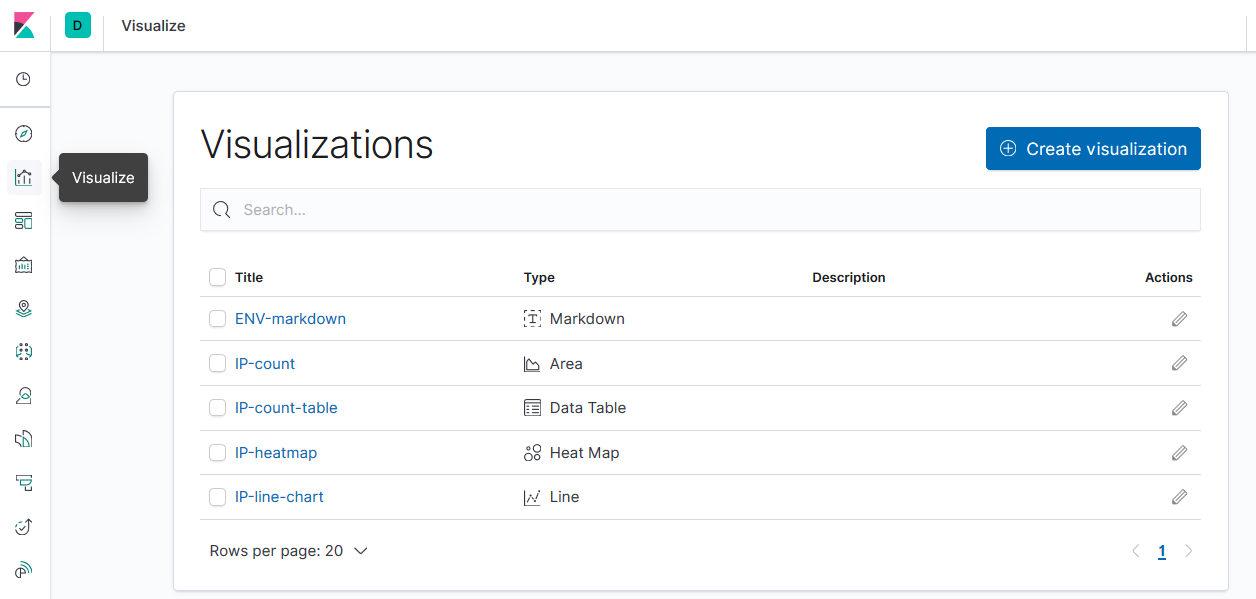 D Visualize
Visualizations
Create visualization
Visualize
Search...
Title Type Description Actions
ENV-markdown Markdown
IP-count Area
IP-count-table Data Table
IP-heatmap Heat Map
IP-line-chart Line
Rows per page: 20 1